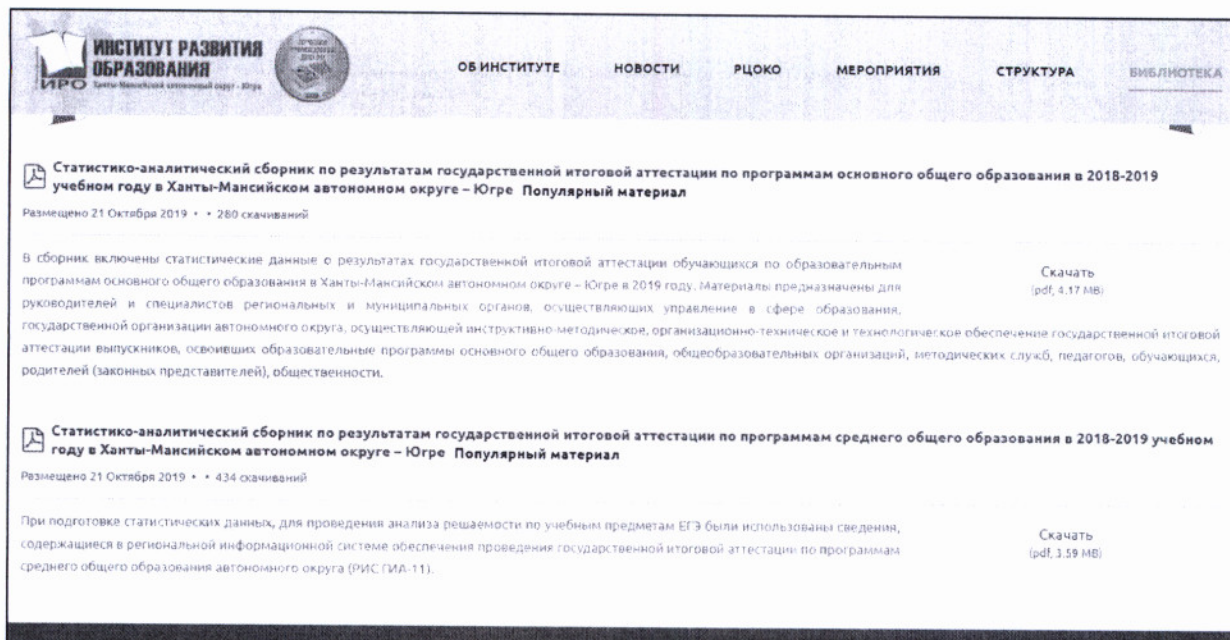 ИНСТИТУТ РАЗВИТИЯ
ОБРАЗОВАНИЯ
ИРО Ханты-Мансийский автономный округ - Югра
ОБ ИНСТИТУТЕ НОВОСТИ РЦОКО МЕРОПРИЯТИЯ СТРУКТУРА БИБЛИОТЕКА
Статистико-аналитический сборник по результатам государственной итоговой аттестации по программам основного общего образования в 2018-2019
учебном году в Ханты-Мансийском автономном округе – Югре Популярный материал
Размещено 21 Октября 2019 • • 280 скачиваний
В сборник включены статистические данные о результатах государственной итоговой аттестации обучающихся по образовательным
программам основного общего образования в Ханты-Мансийском автономном округе – Югре в 2019 году. Материалы предназначены для
руководителей и специалистов региональных и муниципальных органов, осуществляющих управление в сфере образования,
государственной организации автономного округа, осуществляющей инструктивно-методическое, организационно-техническое и технологическое обеспечение государственной итоговой
аттестации выпускников, освоивших образовательные программы основного общего образования, общеобразовательных организаций, методических служб, педагогов, обучающихся,
родителей (законных представителей), общественности.
Скачать
(pdf, 4.17 MB)
Статистико-аналитический сборник по результатам государственной итоговой аттестации по программам среднего общего образования в 2018-2019 учебном
году в Ханты-Мансийском автономном округе – Югре Популярный материал
Размещено 21 Октября 2019 • • 434 скачиваний
При подготовке статистических данных, для проведения анализа решаемости по учебным предметам ЕГЭ были использованы сведения,
содержащиеся в региональной информационной системе обеспечения проведения государственной итоговой аттестации по программам
среднего общего образования автономного округа (РИС ГИА-11).
Скачать
(pdf, 3.59 MB)